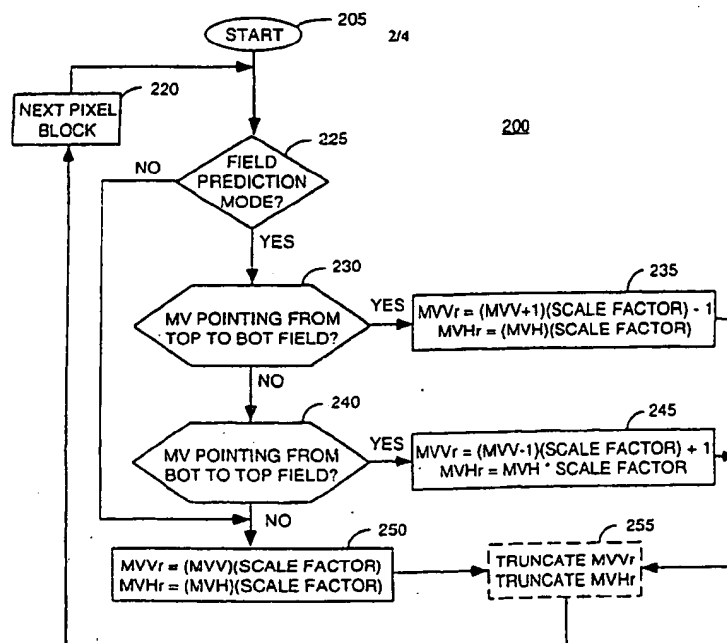 START
205
2/4
220
NEXT PIXEL
BLOCK
200
225
FIELD
PREDICTION
MODE?
NO
YES
230
MV POINTING FROM
TOP TO BOT FIELD?
YES
235
MVVr = (MVV+1)(SCALE FACTOR) - 1
MVHr = (MVH)(SCALE FACTOR)
NO
240
MV POINTING FROM
BOT TO TOP FIELD?
YES
245
MVVr = (MVV-1)(SCALE FACTOR) + 1
MVHr = MVH * SCALE FACTOR
NO
250
MVVr = (MVV)(SCALE FACTOR)
MVHr = (MVH)(SCALE FACTOR)
255
TRUNCATE MVVr
TRUNCATE MVHr